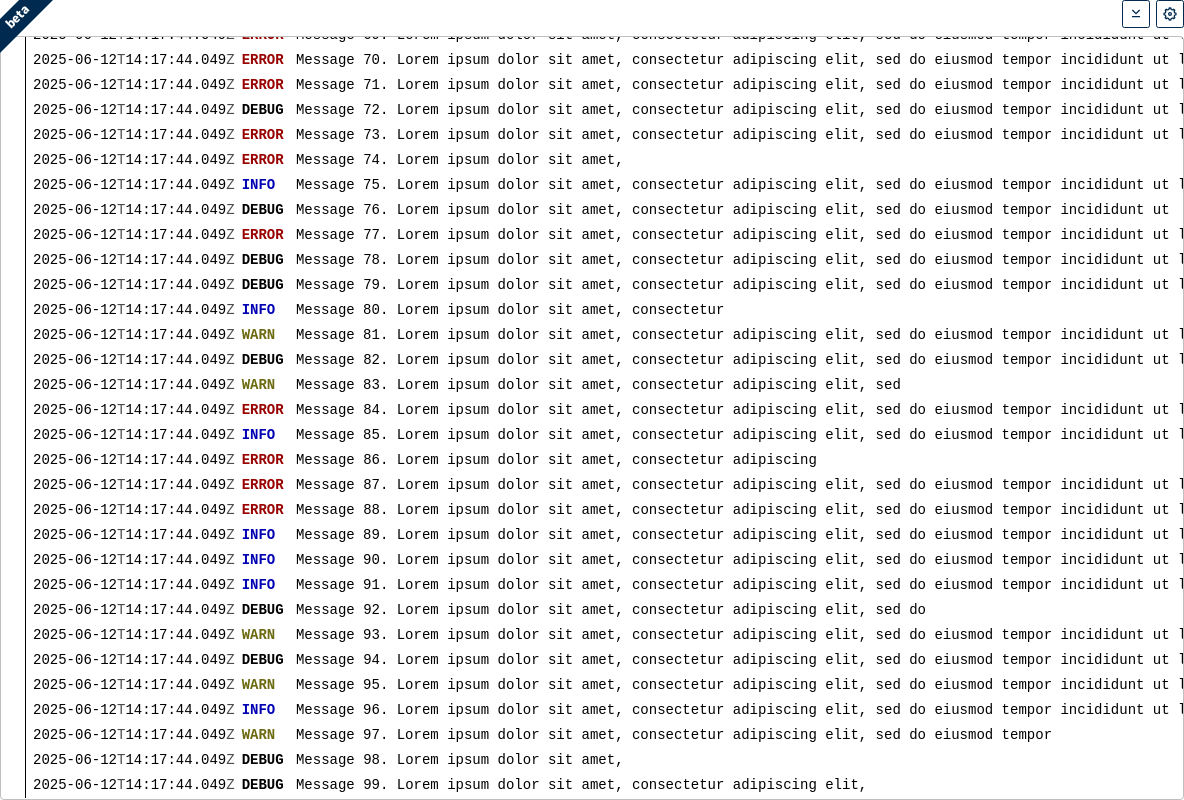 beta
2025-06-12T14:17:44.049Z ERROR Message 70. Lorem ipsum dolor sit amet, consectetur adipiscing elit, sed do eiusmod tempor incididunt ut
2025-06-12T14:17:44.049Z ERROR Message 71. Lorem ipsum dolor sit amet, consectetur adipiscing elit, sed do eiusmod tempor incididunt ut
2025-06-12T14:17:44.049Z DEBUG Message 72. Lorem ipsum dolor sit amet, consectetur adipiscing elit, sed do eiusmod tempor incididunt ut
2025-06-12T14:17:44.049Z ERROR Message 73. Lorem ipsum dolor sit amet, consectetur adipiscing elit, sed do eiusmod tempor incididunt ut
2025-06-12T14:17:44.049Z ERROR Message 74. Lorem ipsum dolor sit amet,
2025-06-12T14:17:44.049Z INFO Message 75. Lorem ipsum dolor sit amet, consectetur adipiscing elit, sed do eiusmod tempor incididunt ut
2025-06-12T14:17:44.049Z DEBUG Message 76. Lorem ipsum dolor sit amet, consectetur adipiscing elit, sed do eiusmod tempor incididunt ut
2025-06-12T14:17:44.049Z ERROR Message 77. Lorem ipsum dolor sit amet, consectetur adipiscing elit, sed do eiusmod tempor incididunt ut
2025-06-12T14:17:44.049Z DEBUG Message 78. Lorem ipsum dolor sit amet, consectetur adipiscing elit, sed do eiusmod tempor incididunt ut
2025-06-12T14:17:44.049Z DEBUG Message 79. Lorem ipsum dolor sit amet, consectetur adipiscing elit, sed do eiusmod tempor incididunt ut
2025-06-12T14:17:44.049Z INFO Message 80. Lorem ipsum dolor sit amet, consectetur
2025-06-12T14:17:44.049Z WARN Message 81. Lorem ipsum dolor sit amet, consectetur adipiscing elit, sed do eiusmod tempor incididunt ut
2025-06-12T14:17:44.049Z DEBUG Message 82. Lorem ipsum dolor sit amet, consectetur adipiscing elit, sed do eiusmod tempor incididunt ut
2025-06-12T14:17:44.049Z WARN Message 83. Lorem ipsum dolor sit amet, consectetur adipiscing elit, sed
2025-06-12T14:17:44.049Z ERROR Message 84. Lorem ipsum dolor sit amet, consectetur adipiscing elit, sed do eiusmod tempor incididunt ut
2025-06-12T14:17:44.049Z INFO Message 85. Lorem ipsum dolor sit amet, consectetur adipiscing elit, sed do eiusmod tempor incididunt ut
2025-06-12T14:17:44.049Z ERROR Message 86. Lorem ipsum dolor sit amet, consectetur adipiscing
2025-06-12T14:17:44.049Z ERROR Message 87. Lorem ipsum dolor sit amet, consectetur adipiscing elit, sed do eiusmod tempor incididunt ut
2025-06-12T14:17:44.049Z ERROR Message 88. Lorem ipsum dolor sit amet, consectetur adipiscing elit, sed do eiusmod tempor incididunt ut
2025-06-12T14:17:44.049Z INFO Message 89. Lorem ipsum dolor sit amet, consectetur adipiscing elit, sed do eiusmod tempor incididunt ut
2025-06-12T14:17:44.049Z INFO Message 90. Lorem ipsum dolor sit amet, consectetur adipiscing elit, sed do eiusmod tempor incididunt ut
2025-06-12T14:17:44.049Z INFO Message 91. Lorem ipsum dolor sit amet, consectetur adipiscing elit, sed do eiusmod tempor incididunt ut
2025-06-12T14:17:44.049Z DEBUG Message 92. Lorem ipsum dolor sit amet, consectetur adipiscing elit, sed do
2025-06-12T14:17:44.049Z WARN Message 93. Lorem ipsum dolor sit amet, consectetur adipiscing elit, sed do eiusmod tempor incididunt ut
2025-06-12T14:17:44.049Z DEBUG Message 94. Lorem ipsum dolor sit amet, consectetur adipiscing elit, sed do eiusmod tempor incididunt ut
2025-06-12T14:17:44.049Z WARN Message 95. Lorem ipsum dolor sit amet, consectetur adipiscing elit, sed do eiusmod tempor incididunt ut
2025-06-12T14:17:44.049Z INFO Message 96. Lorem ipsum dolor sit amet, consectetur adipiscing elit, sed do eiusmod tempor incididunt ut
2025-06-12T14:17:44.049Z WARN Message 97. Lorem ipsum dolor sit amet, consectetur adipiscing elit, sed do eiusmod tempor
2025-06-12T14:17:44.049Z DEBUG Message 98. Lorem ipsum dolor sit amet,
2025-06-12T14:17:44.049Z DEBUG Message 99. Lorem ipsum dolor sit amet, consectetur adipiscing elit,